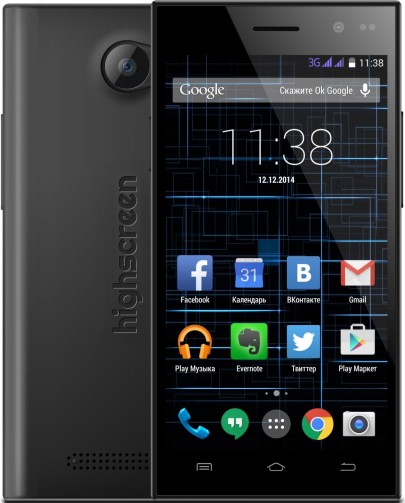 highscreen
3G 11:38
Google Скажите Ok Google
11:38
12.12.2014
31
B
Facebook Календарь ВКонтакте Gmail
Play Музыка Evernote Твиттер Play Маркет